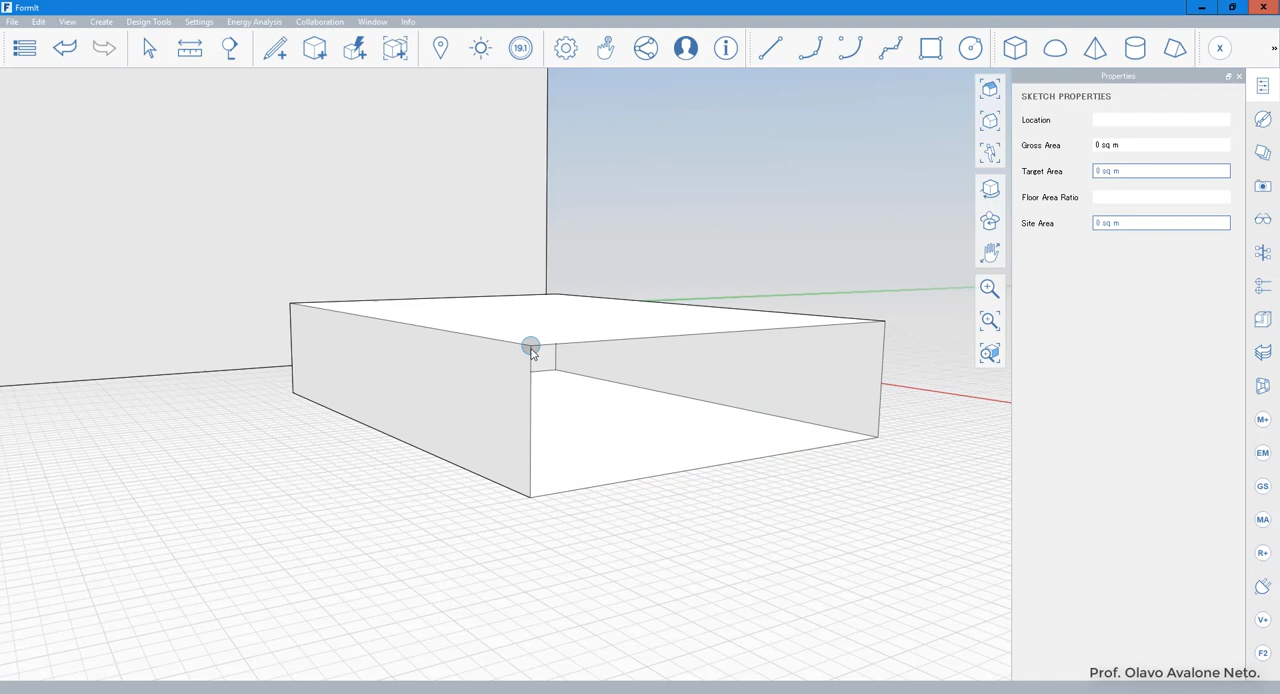 FormIt
File Edit View Create Design Tools Settings Energy Analysis Collaboration Window Info
19.1
X
»
Properties
SKETCH PROPERTIES
Location
Gross Area 0 sq m
Target Area 0 sq m
Floor Area Ratio
Site Area 0 sq m
M+
EM
GS
MA
R+
V+
F2
Prof. Olavo Avalone Neto.